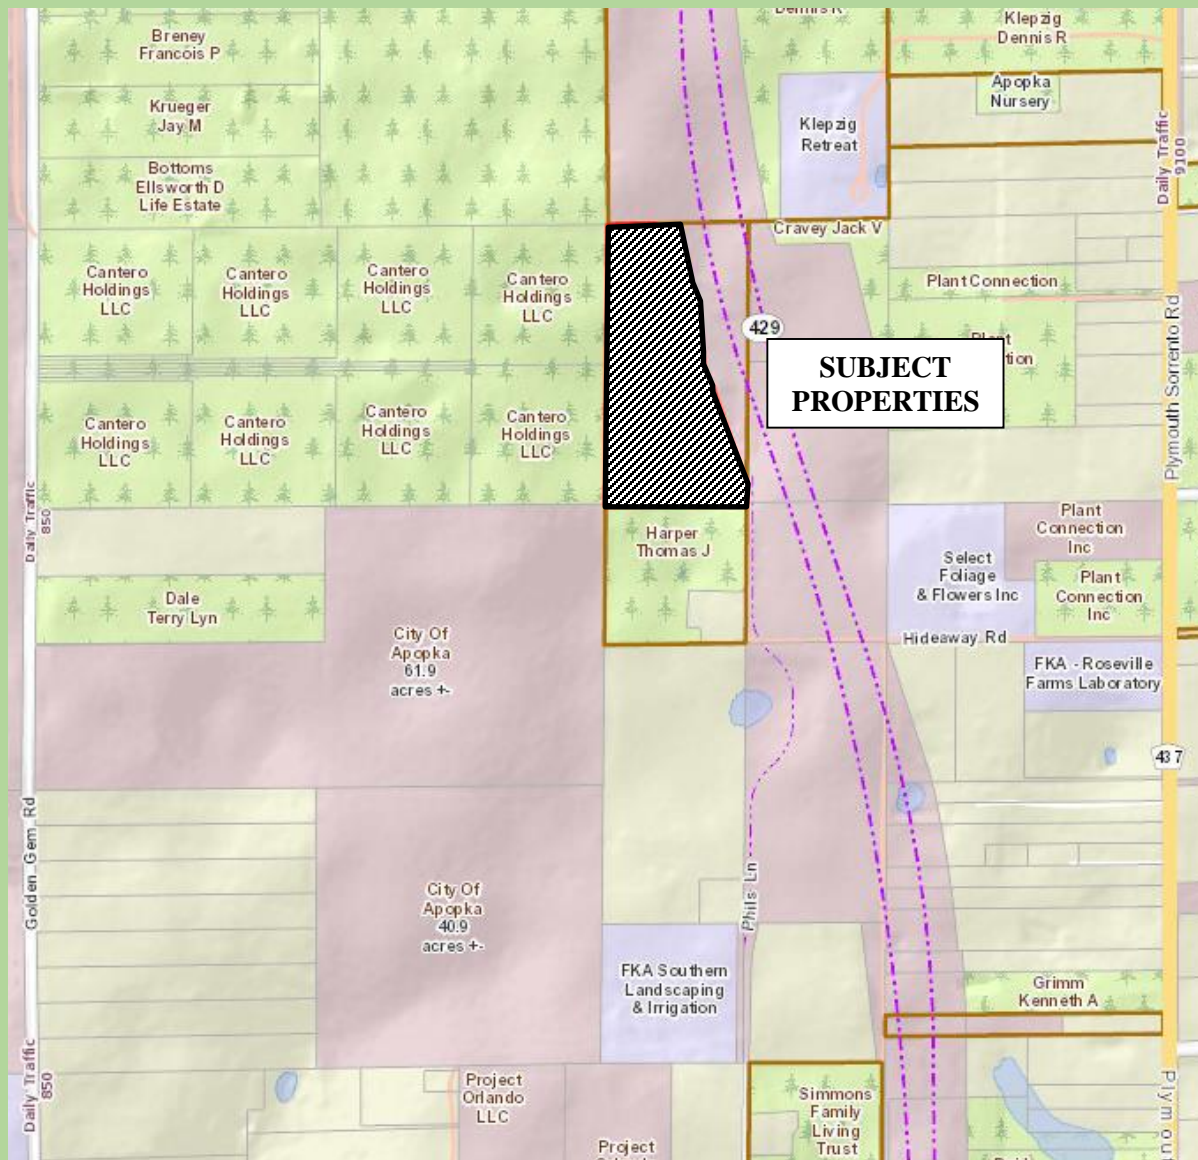 Dennis R
Klepzig
Dennis R
Breney
Francois P
Krueger
Jay M
Bottoms
Ellsworth D
Life Estate
Klepzig
Retreat
Apopka
Nursery
Daily Traffic
9100
Cravey Jack V
Cantero
Holdings
LLC
Cantero
Holdings
LLC
Cantero
Holdings
LLC
Cantero
Holdings
LLC
Plant Connection
429
SUBJECT
PROPERTIES
Plant
Plymouth Sorrento Rd
Cantero
Holdings
LLC
Cantero
Holdings
LLC
Cantero
Holdings
LLC
Cantero
Holdings
LLC
Daily Traffic
850
Harper
Thomas J
Plant
Connection
Inc
Select
Foliage
& Flowers Inc
Plant
Connection
Inc
Dale
Terry Lyn
City Of
Apopka
61.9
acres +-
Hideaway Rd
FKA - Roseville
Farms Laboratory
437
Golden Gem Rd
City Of
Apopka
40.9
acres +-
Phils Ln
FKA Southern
Landscaping
& Irrigation
Grimm
Kenneth A
Daily Traffic
850
Project
Orlando
LLC
Project
Simmons
Family
Living
Trust